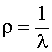 ρ = 1/λ